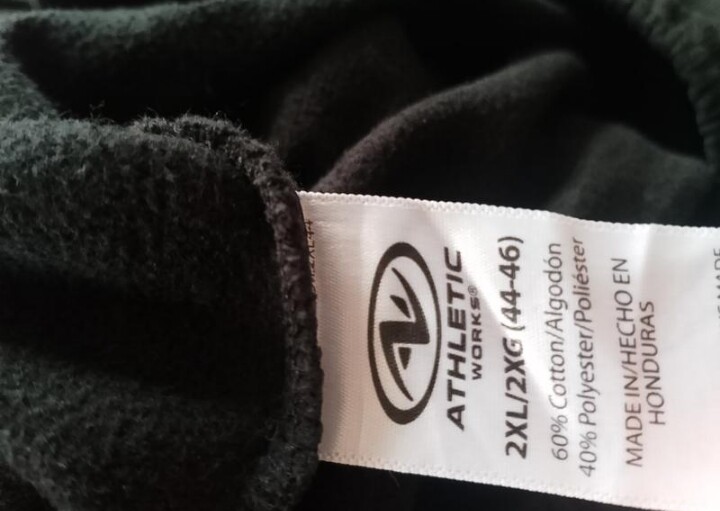 ATHLETIC
WORKS®
2XL/2XG (44-46)
60% Cotton/Algodón
40% Polyester/Poliéster
MADE IN/HECHO EN
HONDURAS